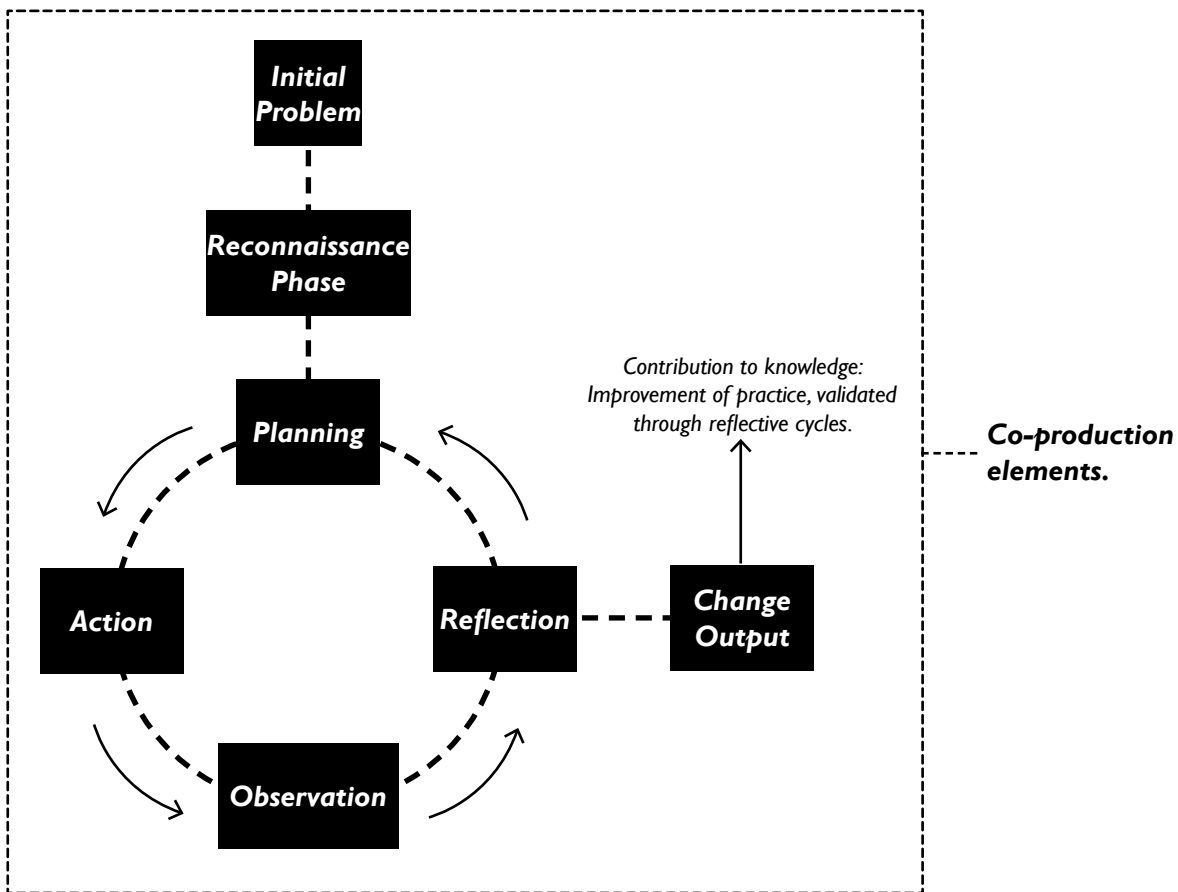 Initial
Problem
Reconnaissance
Phase
Planning
Action
Observation
Reflection
Change
Output
Contribution to knowledge:
Improvement of practice, validated
through reflective cycles.
Co-production
elements.